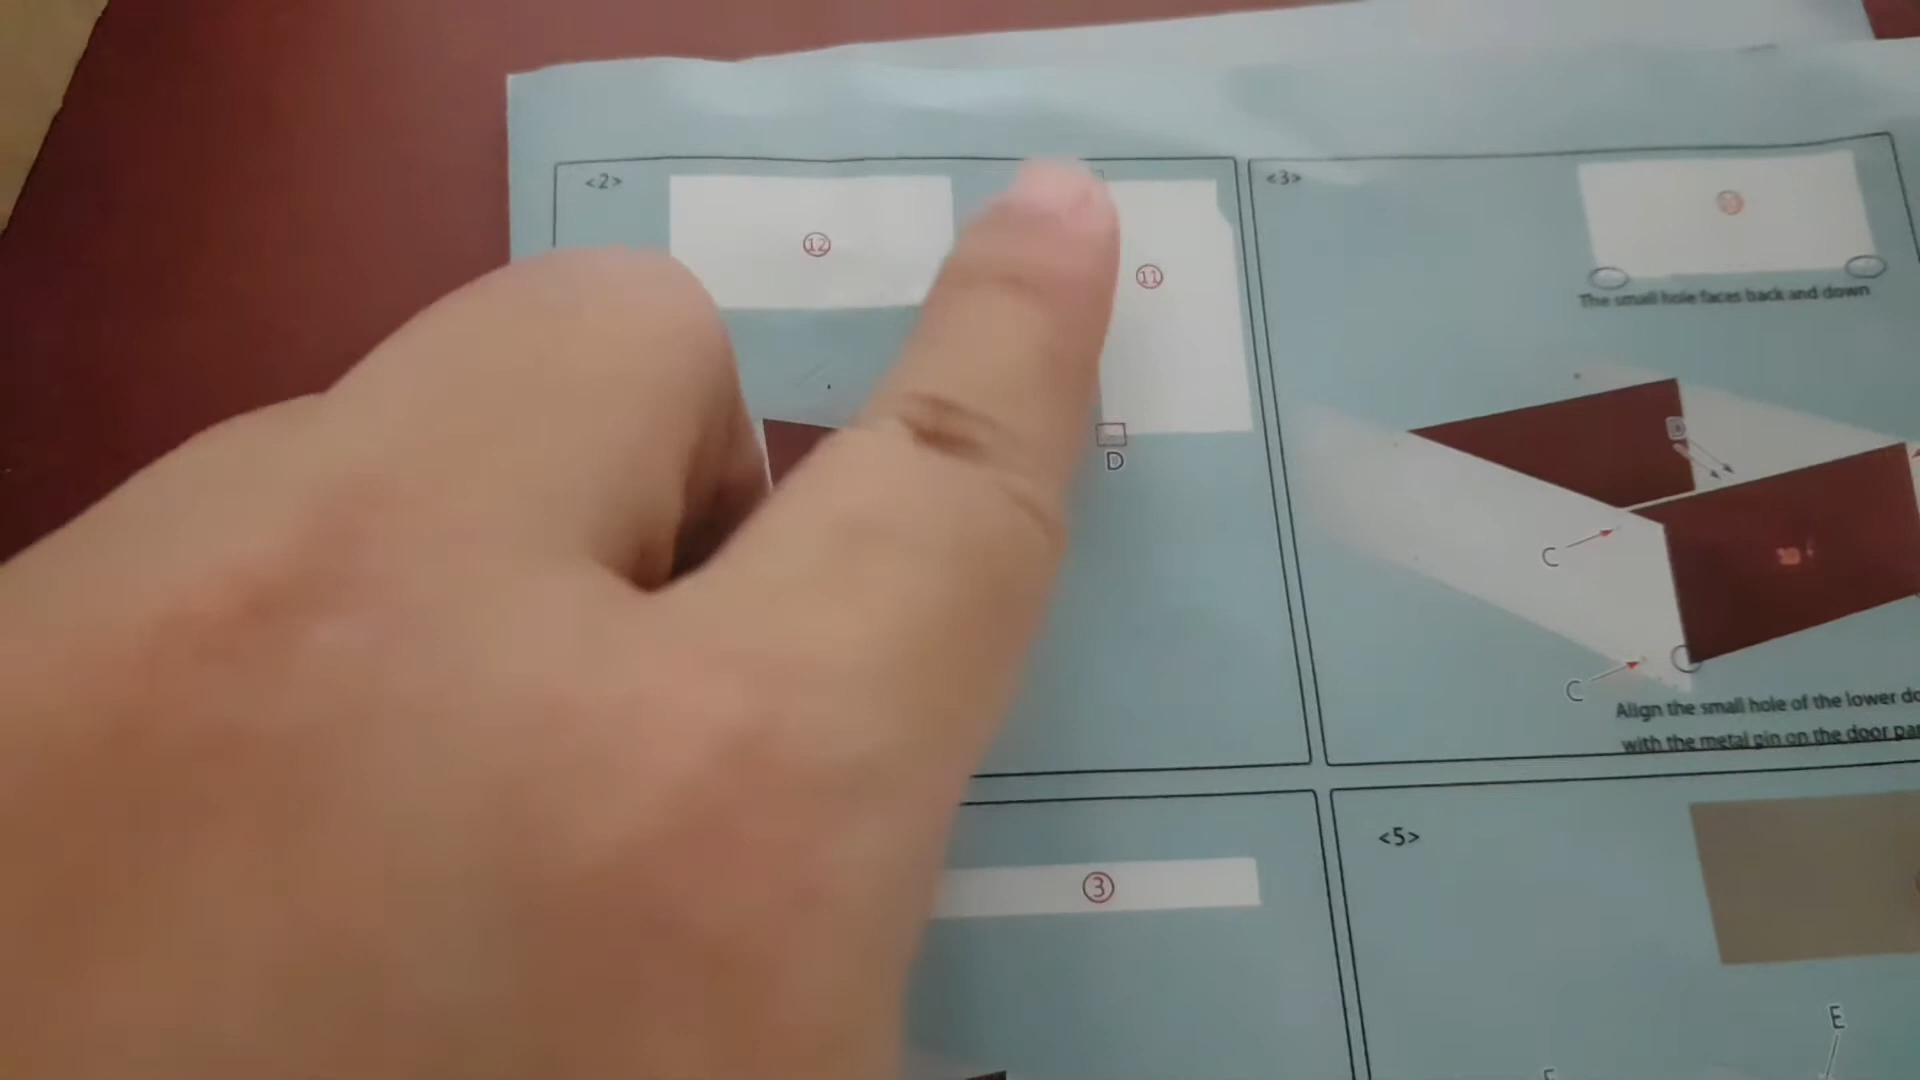 <2>
12
11
D
<3>
The small hole faces back and down
C
C
Align the small hole of the lower do
with the metal pin on the door pa
3
<5>
E